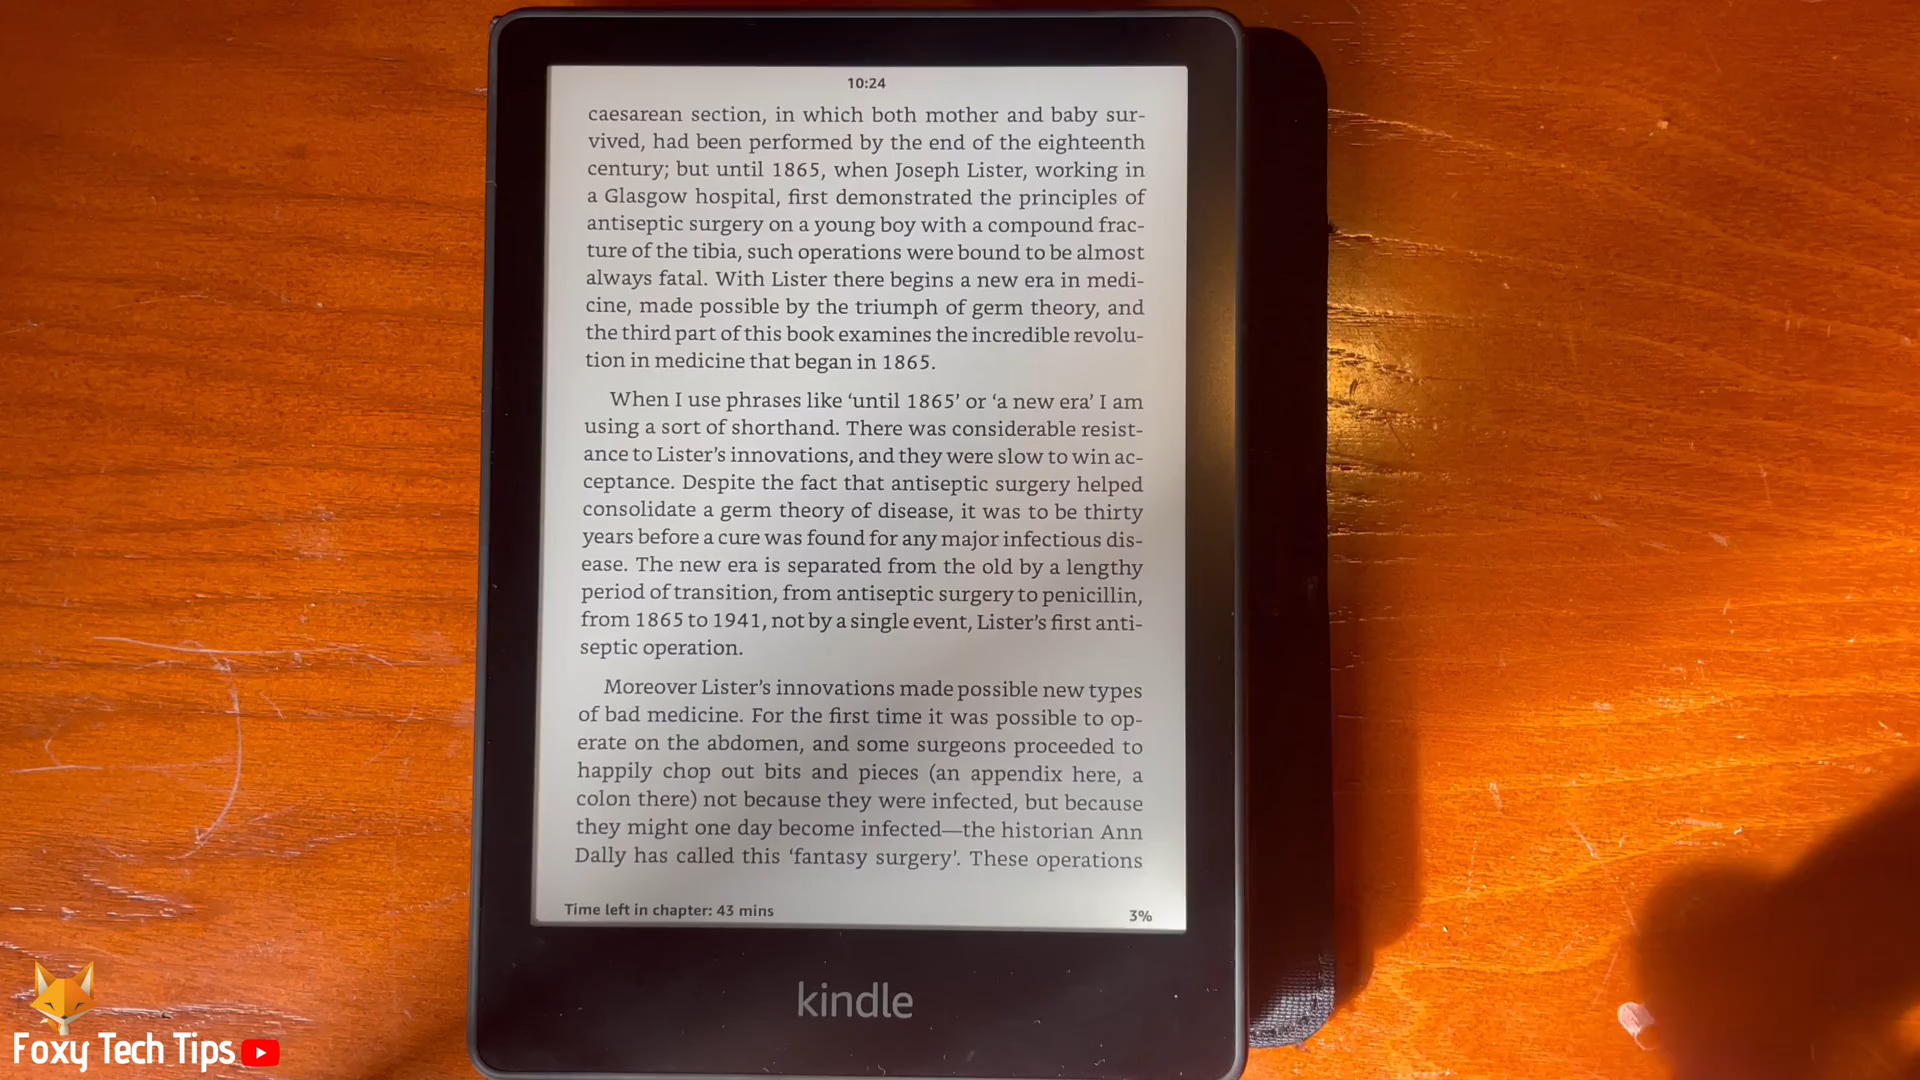 10:24
caesarean section, in which both mother and baby sur-
vived, had been performed by the end of the eighteenth
century; but until 1865, when Joseph Lister, working in
a Glasgow hospital, first demonstrated the principles of
antiseptic surgery on a young boy with a compound frac-
ture of the tibia, such operations were bound to be almost
always fatal. With Lister there begins a new era in medi-
cine, made possible by the triumph of germ theory, and
the third part of this book examines the incredible revolu-
tion in medicine that began in 1865.
When I use phrases like ‘until 1865’ or ‘a new era’ I am
using a sort of shorthand. There was considerable resist-
ance to Lister’s innovations, and they were slow to win ac-
ceptance. Despite the fact that antiseptic surgery helped
consolidate a germ theory of disease, it was to be thirty
years before a cure was found for any major infectious dis-
ease. The new era is separated from the old by a lengthy
period of transition, from antiseptic surgery to penicillin,
from 1865 to 1941, not by a single event, Lister’s first anti-
septic operation.
Moreover Lister’s innovations made possible new types
of bad medicine. For the first time it was possible to op-
erate on the abdomen, and some surgeons proceeded to
happily chop out bits and pieces (an appendix here, a
colon there) not because they were infected, but because
they might one day become infected—the historian Ann
Dally has called this ‘fantasy surgery’. These operations
Time left in chapter: 43 mins
3%
kindle
Foxy Tech Tips